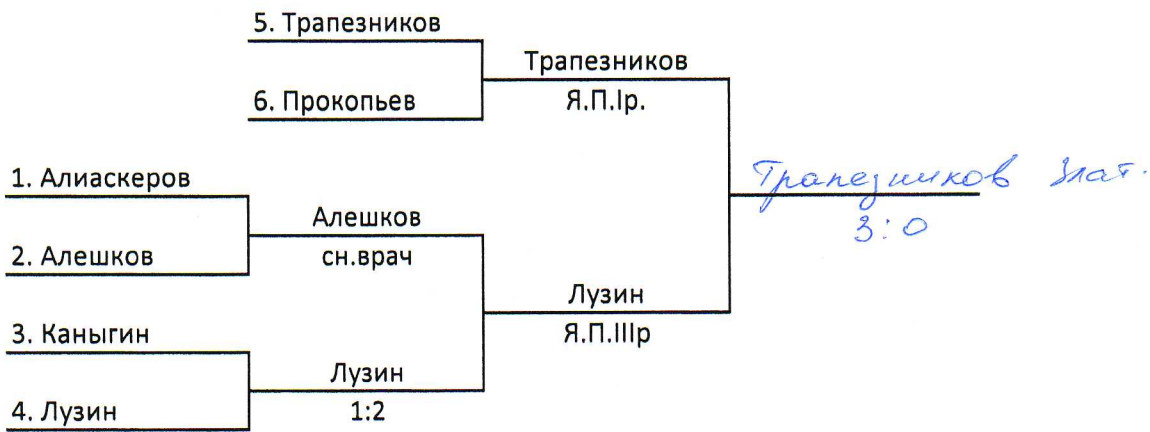 5. Трапезников
Трапезников
6. Прокопьев
Я.П.Iр.
1. Алиаскеров
Трапезников Злат.
3:0
Алешков
2. Алешков
сн.врач
Лузин
3. Каныгин
Я.П.IIIр
Лузин
4. Лузин
1:2